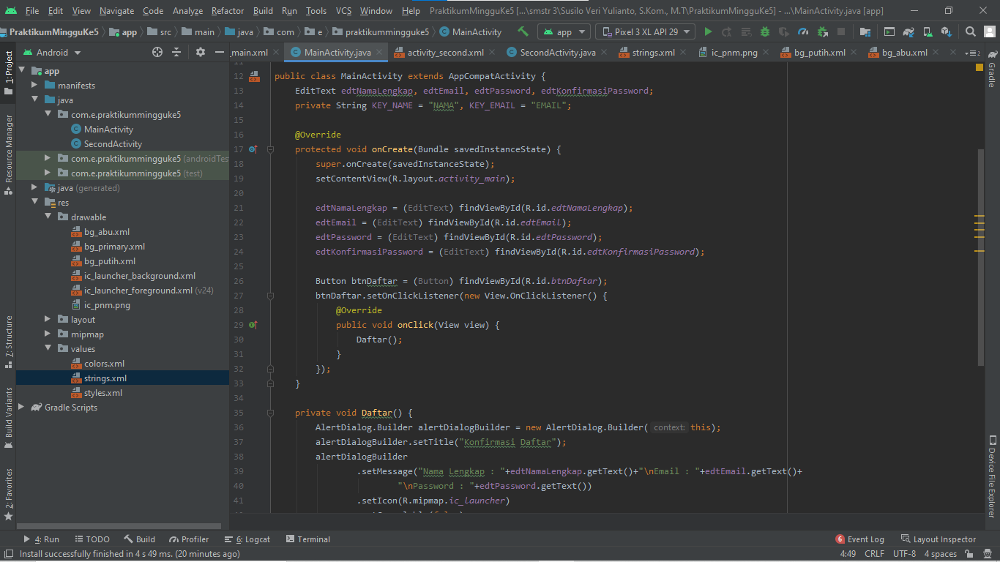 File Edit View Navigate Code Analyze Refactor Build Run Tools VCS Window Help PraktikumMingguKe5 [...\smstr 3\Susilo Veri Yulianto, S.Kom., M.T\PraktikumMingguKe5] - ...\MainActivity.java [app]
PraktikumMingguKe5 app src main java com e praktikummingguke5 MainActivity app Pixel 3 XL API 29
Android _main.xml MainActivity.java activity_second.xml SecondActivity.java strings.xml ic_pnm.png bg_putih.xml bg_abu.xml 2
1: Project
Resource Manager
7: Structure
Build Variants
2: Favorites
app
manifests
java
com.e.praktikummingguke5
MainActivity
SecondActivity
com.e.praktikummingguke5 (androidTes
com.e.praktikummingguke5 (test)
java (generated)
res
drawable
bg_abu.xml
bg_primary.xml
bg_putih.xml
ic_launcher_background.xml
ic_launcher_foreground.xml (v24)
ic_pnm.png
layout
mipmap
values
colors.xml
strings.xml
styles.xml
Gradle Scripts
11
12 public class MainActivity extends AppCompatActivity {
13 EditText edtNamaLengkap, edtEmail, edtPassword, edtKonfirmasiPassword;
14 private String KEY_NAME = "NAMA", KEY_EMAIL = "EMAIL";
15
16 @Override
17 protected void onCreate(Bundle savedInstanceState) {
18 super.onCreate(savedInstanceState);
19 setContentView(R.layout.activity_main);
20
21 edtNamaLengkap = (EditText) findViewById(R.id.edtNamaLengkap);
22 edtEmail = (EditText) findViewById(R.id.edtEmail);
23 edtPassword = (EditText) findViewById(R.id.edtPassword);
24 edtKonfirmasiPassword = (EditText) findViewById(R.id.edtKonfirmasiPassword);
25
26 Button btnDaftar = (Button) findViewById(R.id.btnDaftar);
27 btnDaftar.setOnClickListener(new View.OnClickListener() {
28 @Override
29 public void onClick(View view) {
30 Daftar();
31 }
32 });
33 }
34
35 private void Daftar() {
36 AlertDialog.Builder alertDialogBuilder = new AlertDialog.Builder( context: this);
37 alertDialogBuilder.setTitle("Konfirmasi Daftar");
38 alertDialogBuilder
39 .setMessage("Nama Lengkap : "+edtNamaLengkap.getText()+"\nEmail : "+edtEmail.getText()+
40 "\nPassword : "+edtPassword.getText())
41 .setIcon(R.mipmap.ic_launcher)
Gradle
Device File Explorer
4: Run TODO Build Profiler 6: Logcat Terminal 6 Event Log Layout Inspector
Install successfully finished in 4 s 49 ms. (20 minutes ago) 4:49 CRLF UTF-8 4 spaces